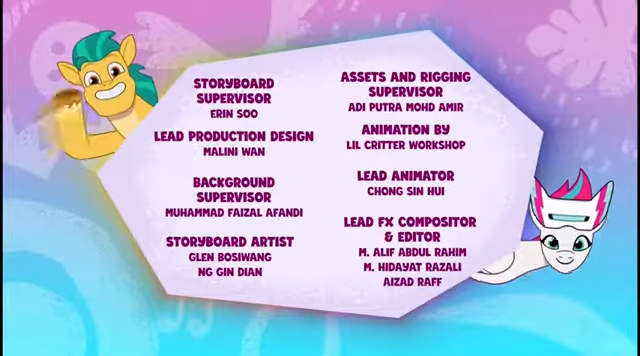 STORYBOARD
SUPERVISOR
ERIN SOO
LEAD PRODUCTION DESIGN
MALINI WAN
BACKGROUND
SUPERVISOR
MUHAMMAD FAIZAL AFANDI
STORYBOARD ARTIST
GLEN BOSIWANG
NG GIN DIAN
ASSETS AND RIGGING
SUPERVISOR
ADI PUTRA MOHD AMIR
ANIMATION BY
LIL CRITTER WORKSHOP
LEAD ANIMATOR
CHONG SIN HUI
LEAD FX COMPOSITOR
& EDITOR
M. ALIF ABDUL RAHIM
M. HIDAYAT RAZALI
AIZAD RAFF